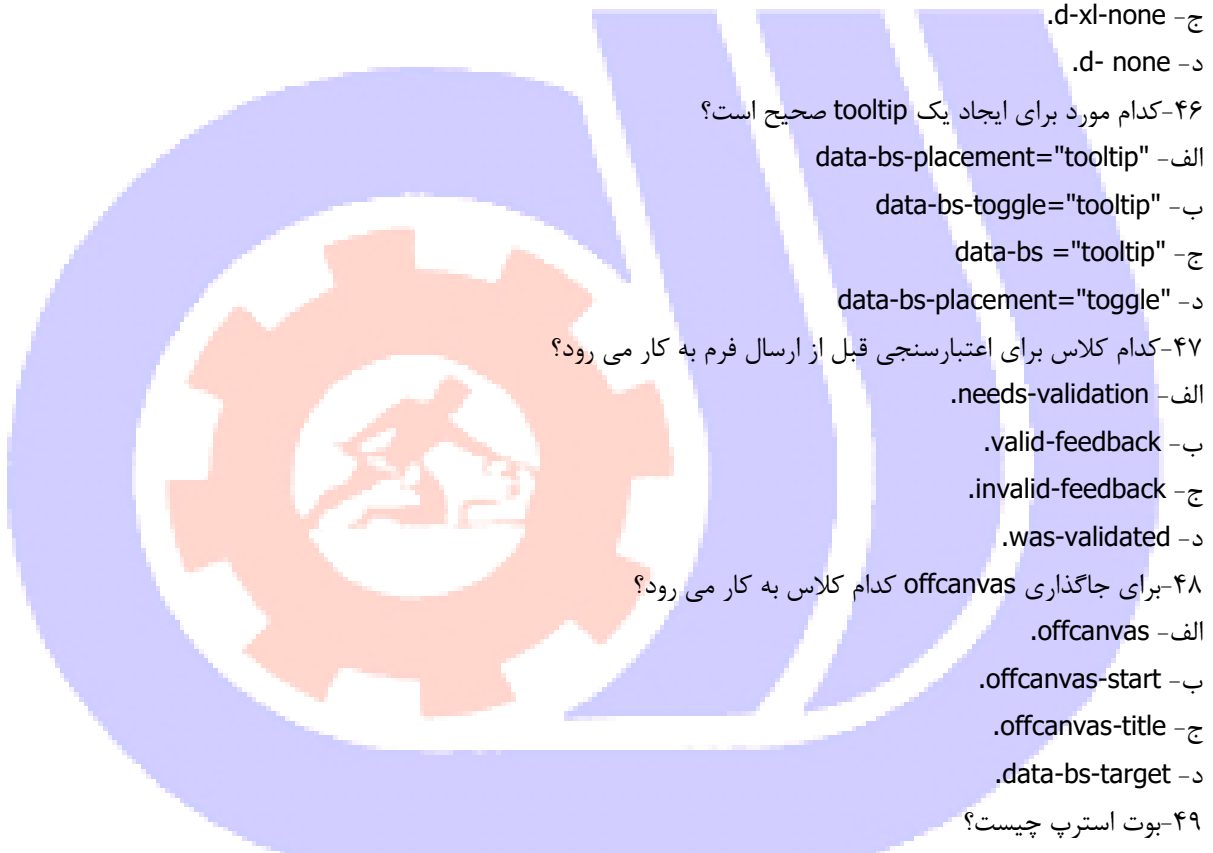 ج- .d-xl-none
د- .d- none
۴۶-کدام مورد برای ایجاد یک tooltip صحیح است؟
الف- data-bs-placement="tooltip"
ب- data-bs-toggle="tooltip"
ج- data-bs ="tooltip"
د- data-bs-placement="toggle"
۴۷-کدام کلاس برای اعتبارسنجی قبل از ارسال فرم به کار می رود؟
الف- .needs-validation
ب- .valid-feedback
ج- .invalid-feedback
د- .was-validated
۴۸-برای جاگذاری offcanvas کدام کلاس به کار می رود؟
الف- .offcanvas
ب- .offcanvas-start
ج- .offcanvas-title
د- .data-bs-target
۴۹-بوت استرپ چیست؟